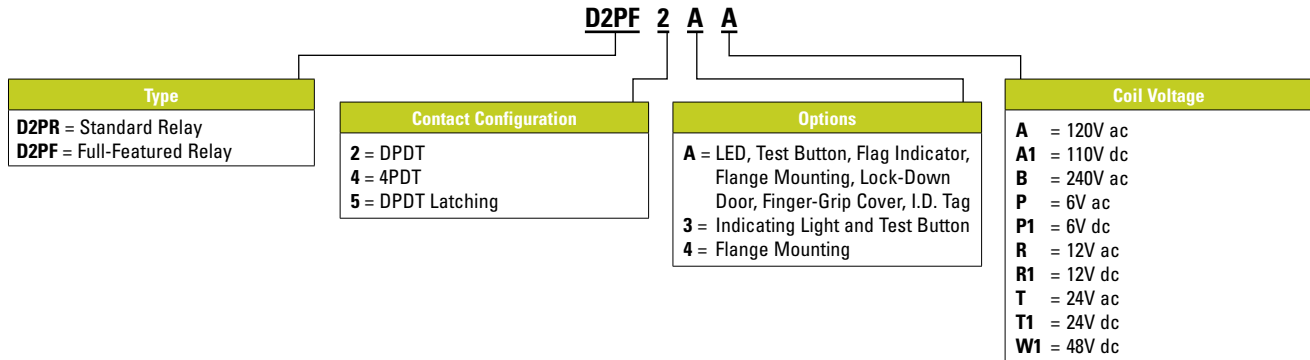 D2PF 2 A A
Type
D2PR = Standard Relay
D2PF = Full-Featured Relay
Contact Configuration
2 = DPDT
4 = 4PDT
5 = DPDT Latching
Options
A = LED, Test Button, Flag Indicator,
Flange Mounting, Lock-Down
Door, Finger-Grip Cover, I.D. Tag
3 = Indicating Light and Test Button
4 = Flange Mounting
Coil Voltage
A = 120V ac
A1 = 110V dc
B = 240V ac
P = 6V ac
P1 = 6V dc
R = 12V ac
R1 = 12V dc
T = 24V ac
T1 = 24V dc
W1 = 48V dc